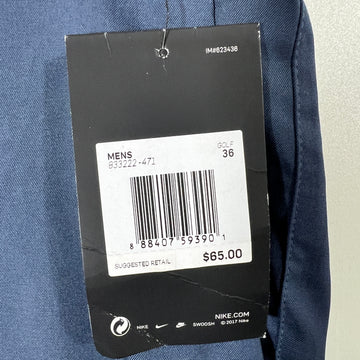 IM#623436
MENS
833222-471
GOLF
36
8 88407 59390 1
SUGGESTED RETAIL
$65.00
NIKE.COM
NIKE SWOOSH © 2017 Nike